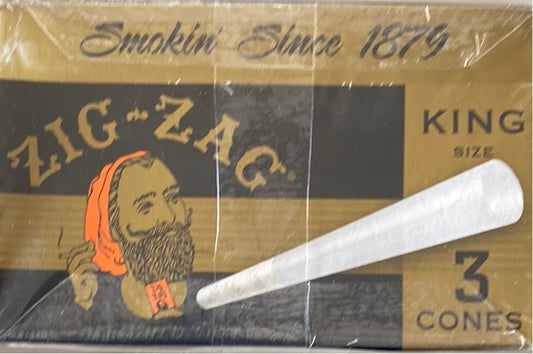 Smokin' Since 1879
ZIG-ZAG®
KING
SIZE
3
CONES